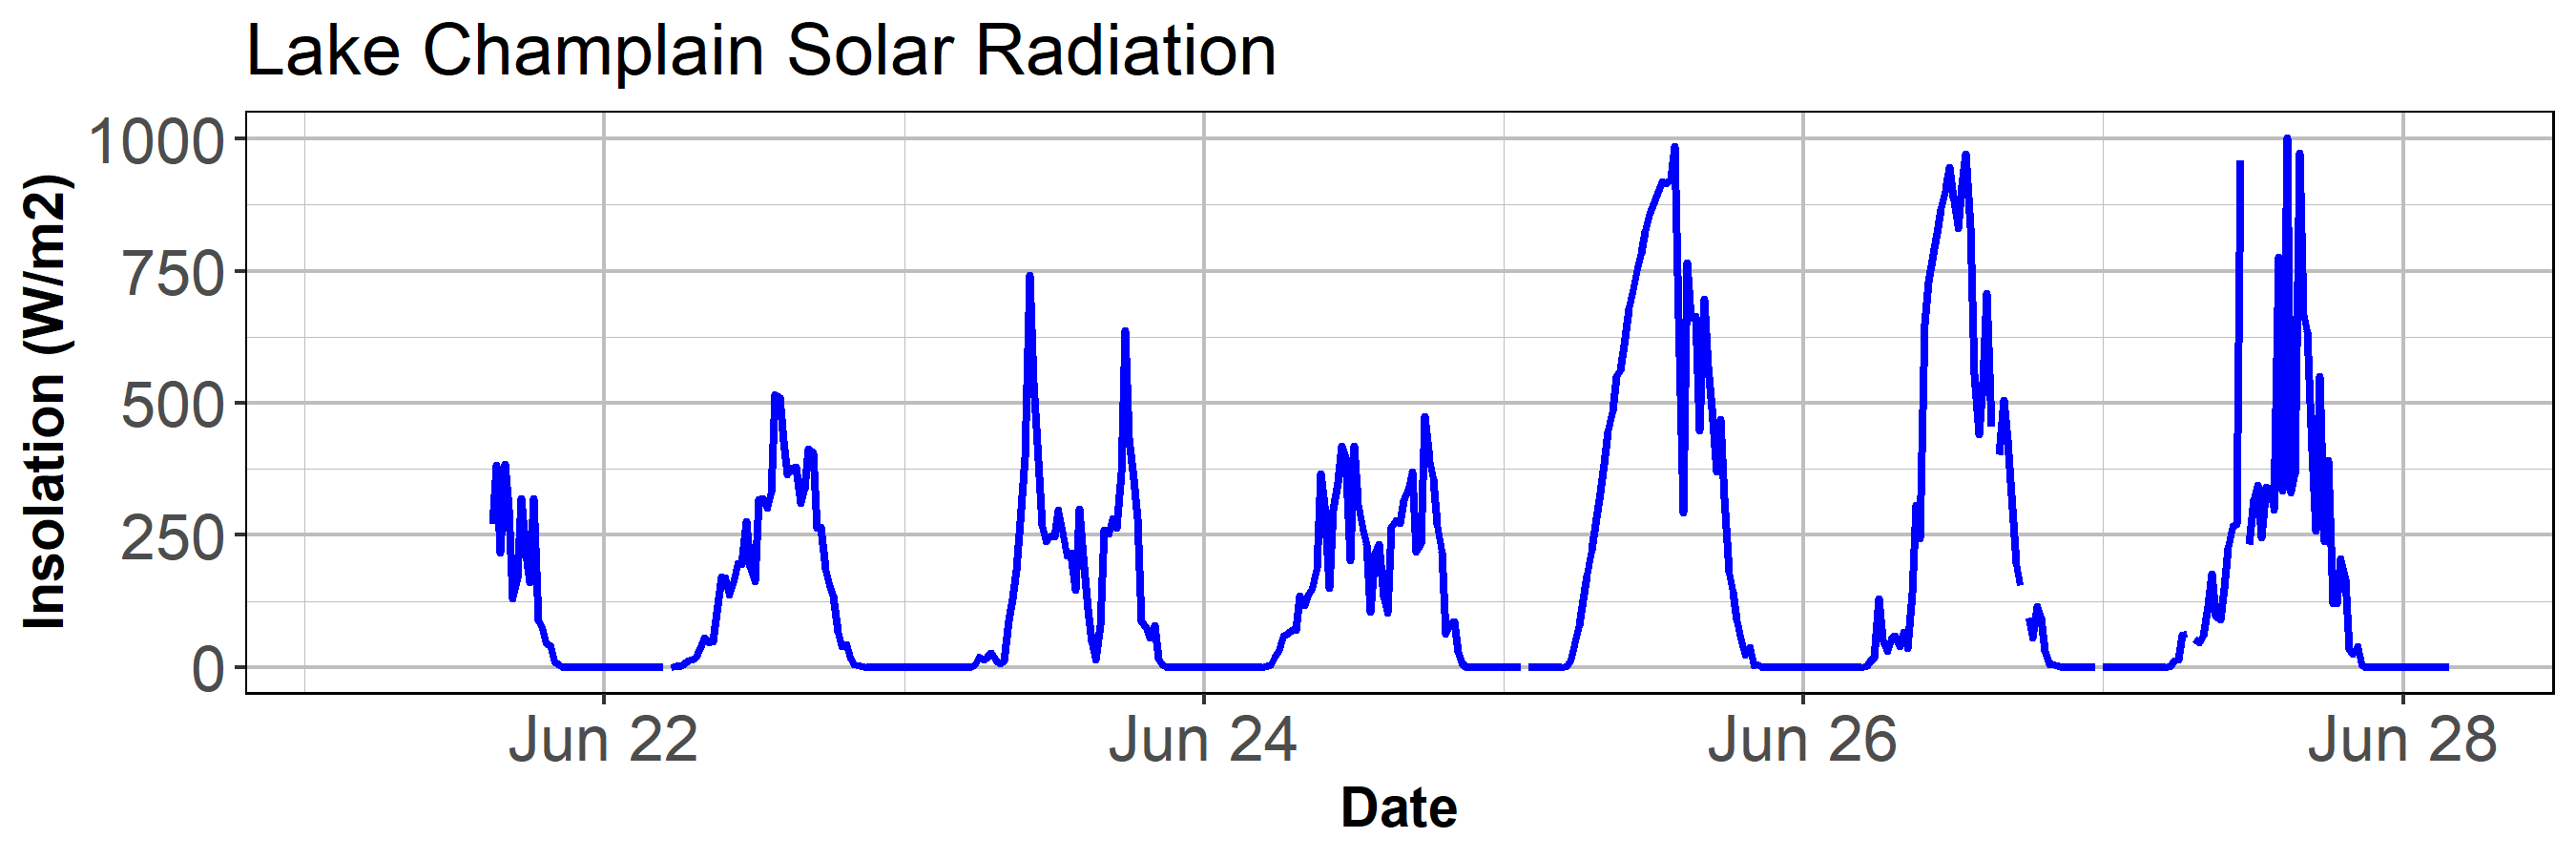 Lake Champlain Solar Radiation
Insolation (W/m2)
1000
750
500
250
0
Jun 22
Jun 24
Jun 26
Jun 28
Date